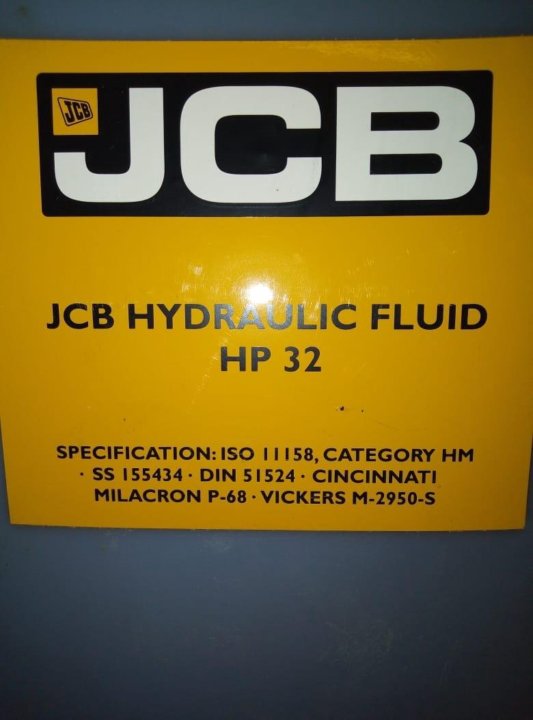 JCB
JCB
JCB HYDRAULIC FLUID
HP 32
SPECIFICATION: ISO 11158, CATEGORY HM
· SS 155434 · DIN 51524 · CINCINNATI
MILACRON P-68 · VICKERS M-2950-S